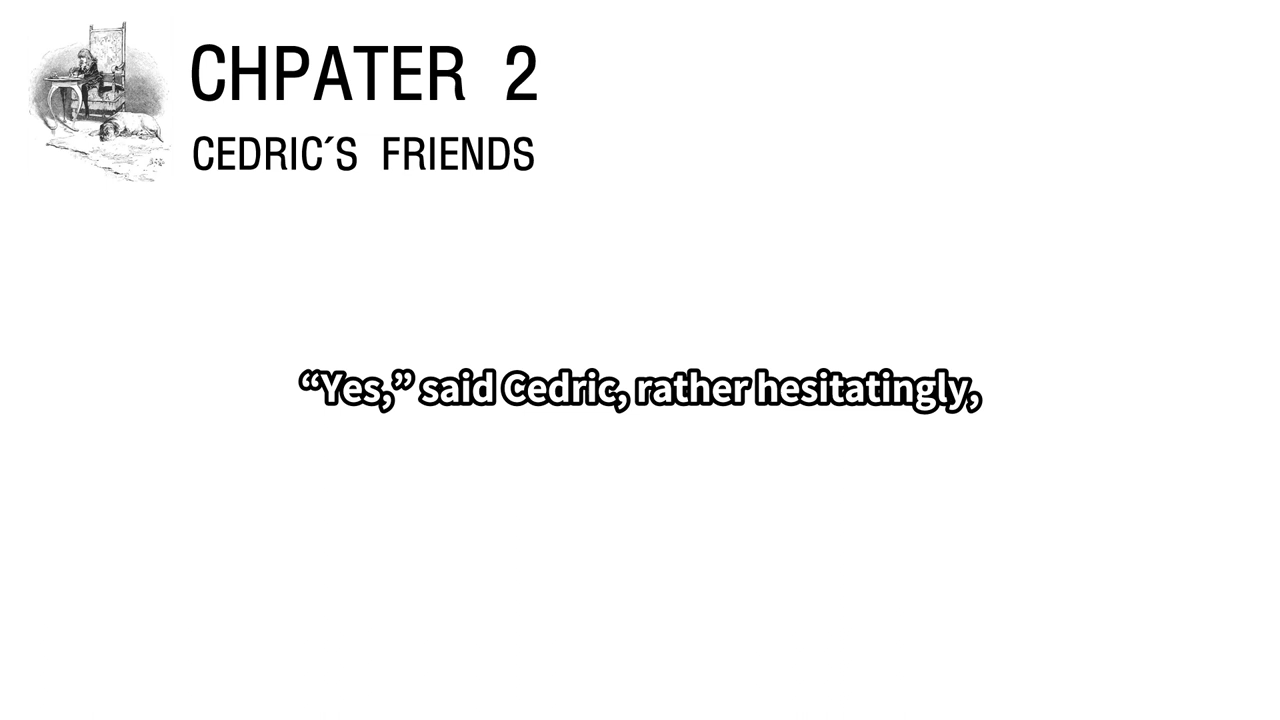 CHPATER 2
CEDRIC´S FRIENDS
“Yes,” said Cedric, rather hesitatingly,